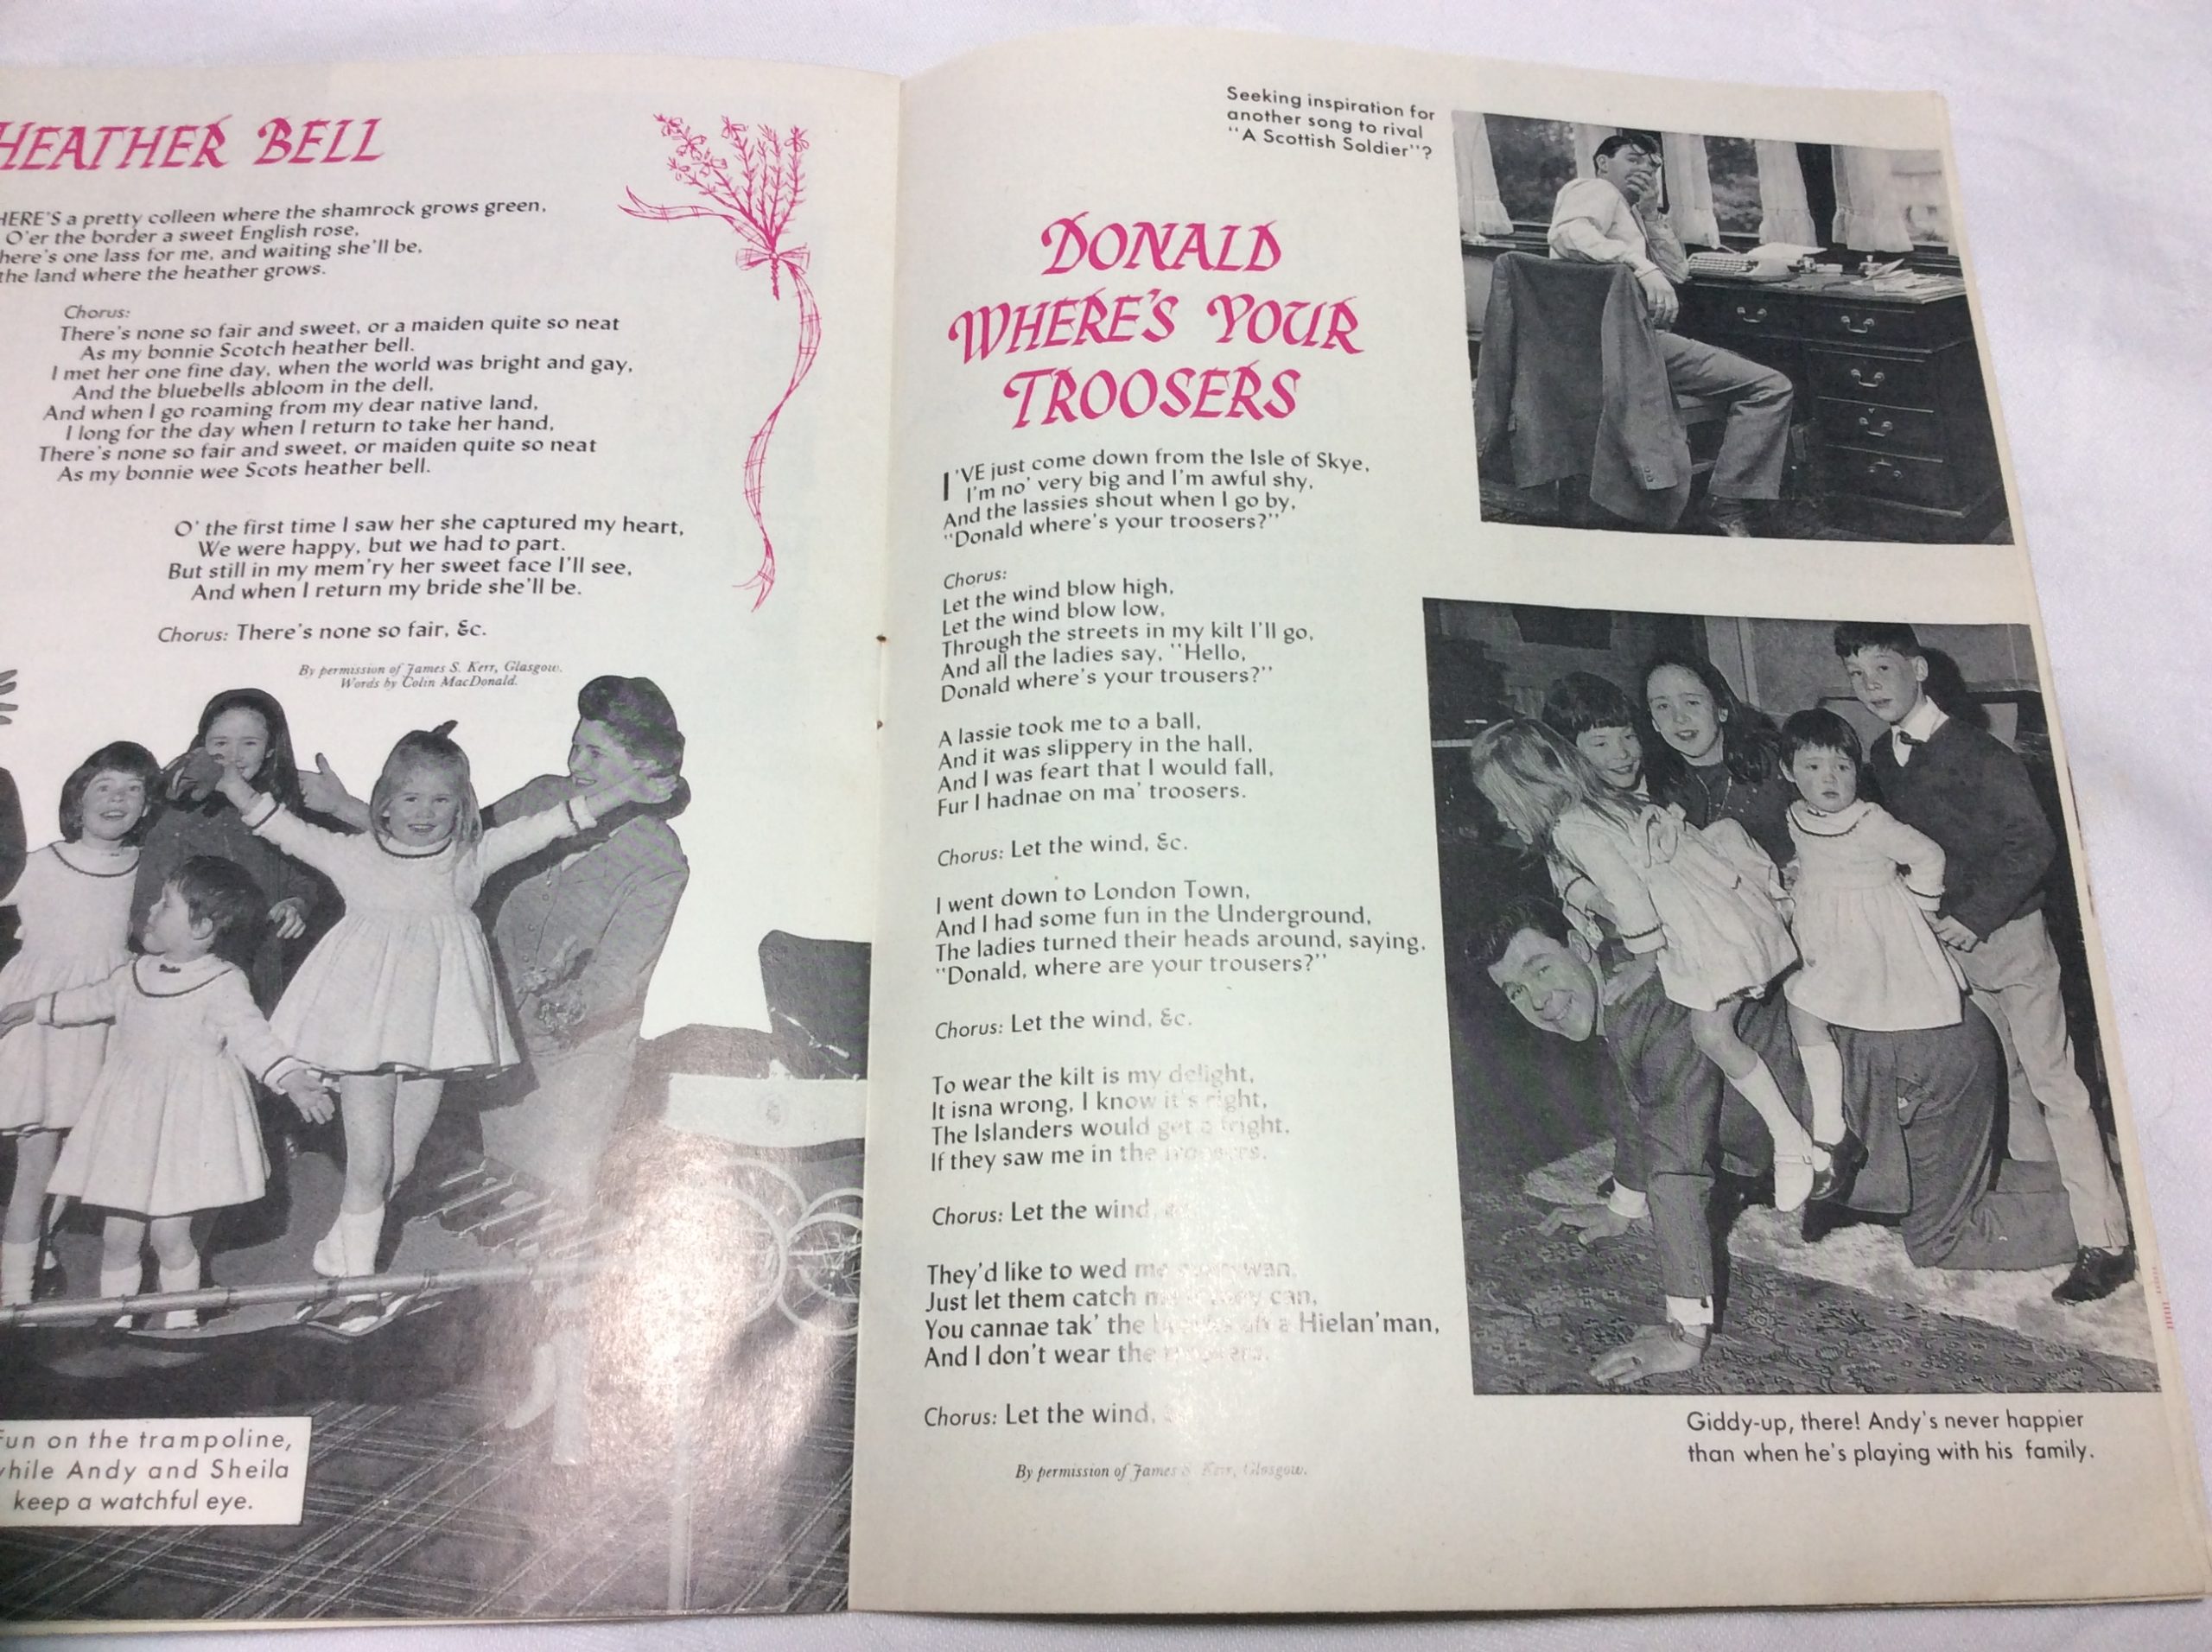 HEATHER BELL
HERE'S a pretty colleen where the shamrock grows green,
O'er the border a sweet English rose,
here's one lass for me, and waiting she'll be,
the land where the heather grows.
Chorus:
There's none so fair and sweet, or a maiden quite so neat
As my bonnie Scotch heather bell.
I met her one fine day, when the world was bright and gay,
And the bluebells abloom in the dell,
And when I go roaming from my dear native land,
I long for the day when I return to take her hand,
There's none so fair and sweet, or maiden quite so neat
As my bonnie wee Scots heather bell.
O' the first time I saw her she captured my heart,
We were happy, but we had to part.
But still in my mem'ry her sweet face I'll see,
And when I return my bride she'll be.
Chorus: There's none so fair, &c.
By permission of James S. Kerr, Glasgow.
Words by Colin MacDonald.
Fun on the trampoline,
while Andy and Sheila
keep a watchful eye.
Seeking inspiration for
another song to rival
"A Scottish Soldier"?
DONALD
WHERE'S YOUR
TROOSERS
I'VE just come down from the Isle of Skye,
I'm no' very big and I'm awful shy,
And the lassies shout when I go by,
"Donald where's your troosers?"
Chorus:
Let the wind blow high,
Let the wind blow low,
Through the streets in my kilt I'll go,
And all the ladies say, "Hello,
Donald where's your trousers?"
A lassie took me to a ball,
And it was slippery in the hall,
And I was feart that I would fall,
Fur I hadnae on ma' troosers.
Chorus: Let the wind, &c.
I went down to London Town,
And I had some fun in the Underground,
The ladies turned their heads around, saying,
"Donald, where are your trousers?"
Chorus: Let the wind, &c.
To wear the kilt is my delight,
It isna wrong, I know it's right,
The Islanders would get a fright,
If they saw me in the troosers.
Chorus: Let the wind,
They'd like to wed me
Just let them catch can,
You cannae tak' the Hielan'man,
And I don't wear the
Chorus: Let the wind,
By permission of James S. Kerr, Glasgow.
Giddy-up, there! Andy's never happier
than when he's playing with his family.